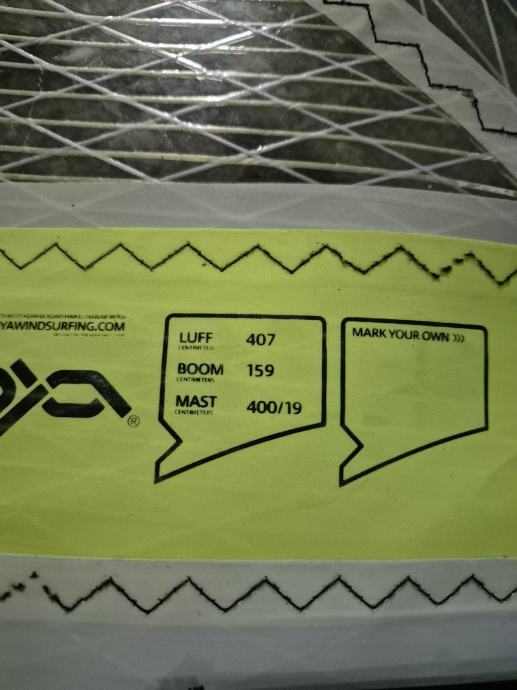 YAWINDSURFING.COM
LUFF 407
CENTIMETERS
BOOM 159
CENTIMETERS
MAST 400/19
CENTIMETERS
MARK YOUR OWN >>>
®